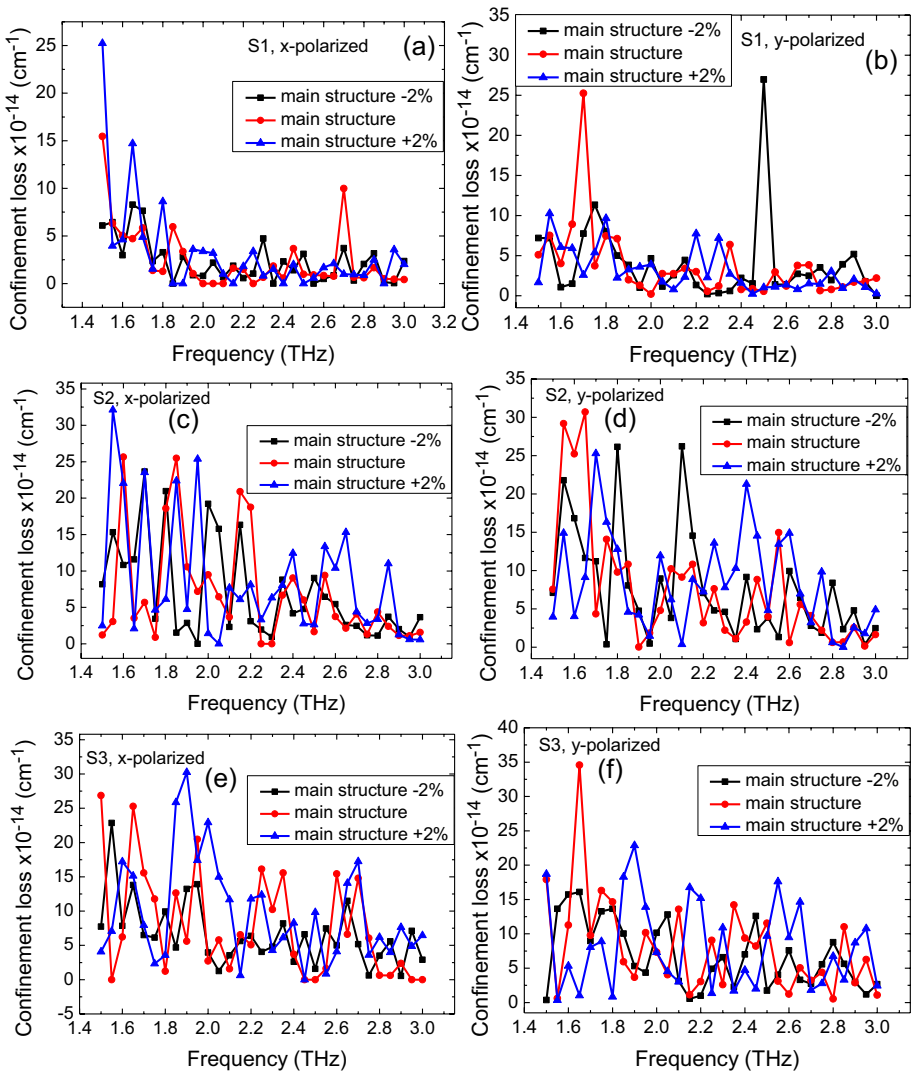 S1, x-polarized
(a)
main structure -2%
main structure
main structure +2%
Confinement loss x10-14 (cm-1)
25
20
15
10
5
0
1.4 1.6 1.8 2.0 2.2 2.4 2.6 2.8 3.0
Frequency (THz)
main structure -2%
main structure
main structure +2%
S1, y-polarized
(b)
Confinement loss x10-14 (cm-1)
35
30
25
20
15
10
5
0
-5
1.4 1.6 1.8 2.0 2.2 2.4 2.6 2.8 3.0
Frequency (THz)
S2, x-polarized
(c)
main structure -2%
main structure
main structure +2%
Confinement loss x10-14 (cm-1)
35
30
25
20
15
10
5
0
-5
1.4 1.6 1.8 2.0 2.2 2.4 2.6 2.8 3.0
Frequency (THz)
S2, y-polarized
(d)
main structure -2%
main structure
main structure +2%
Confinement loss x10-14 (cm-1)
35
30
25
20
15
10
5
0
-5
1.4 1.6 1.8 2.0 2.2 2.4 2.6 2.8 3.0
Frequency (THz)
S3, x-polarized
(e)
main structure -2%
main structure
main structure +2%
Confinement loss x10-14 (cm-1)
35
30
25
20
15
10
5
0
-5
1.4 1.6 1.8 2.0 2.2 2.4 2.6 2.8 3.0
Frequency (THz)
S3, y-polarized
(f)
main structure -2%
main structure
main structure +2%
Confinement loss x10-14 (cm-1)
40
35
30
25
20
15
10
5
0
1.4 1.6 1.8 2.0 2.2 2.4 2.6 2.8 3.0
Frequency (THz)